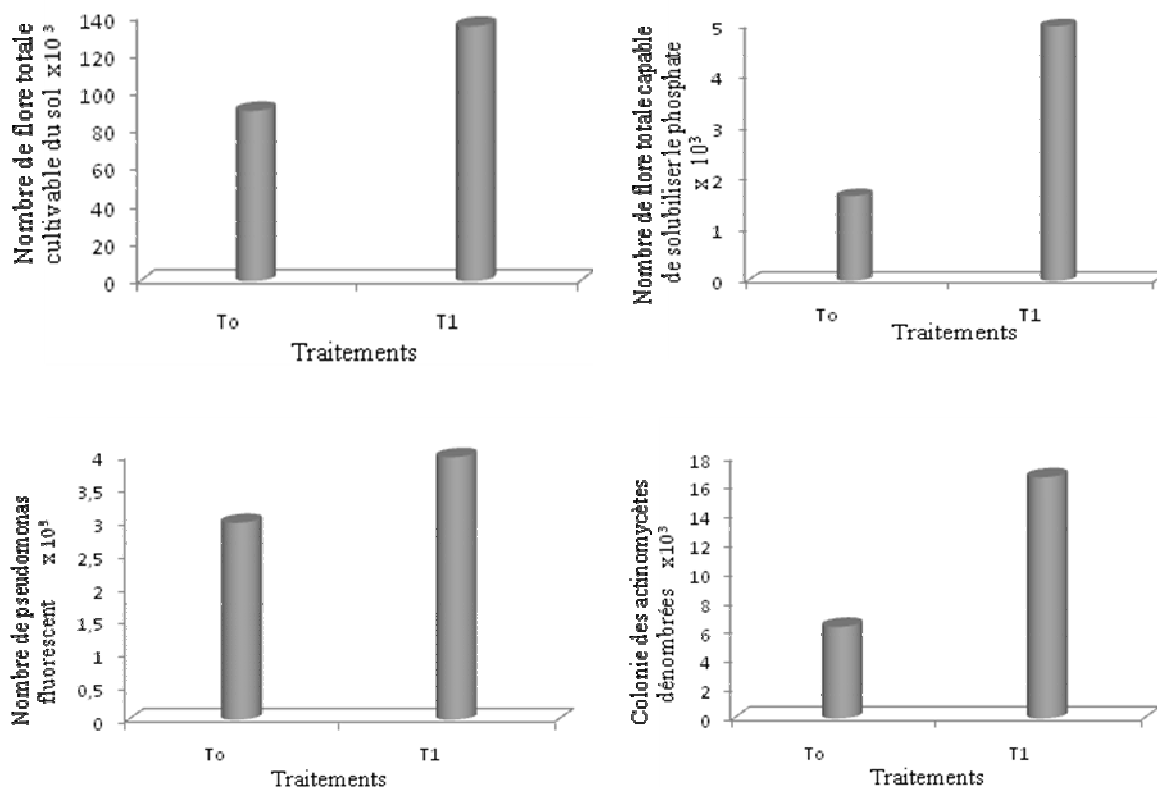 Nombre de flore totale
cultivable du sol x10³
140
120
100
80
60
40
20
0
To
T1
Traitements
Nombre de flore totale capable
de solubiliser le phosphate
x 10³
5
4
3
2
1
0
To
T1
Traitements
Nombre de pseudomonas
fluorescent x10³
4
3,5
3
2,5
2
1,5
1
0,5
0
To
T1
Traitements
Colonie des actinomycètes
dénombrées x10³
18
16
14
12
10
8
6
4
2
0
To
T1
Traitements